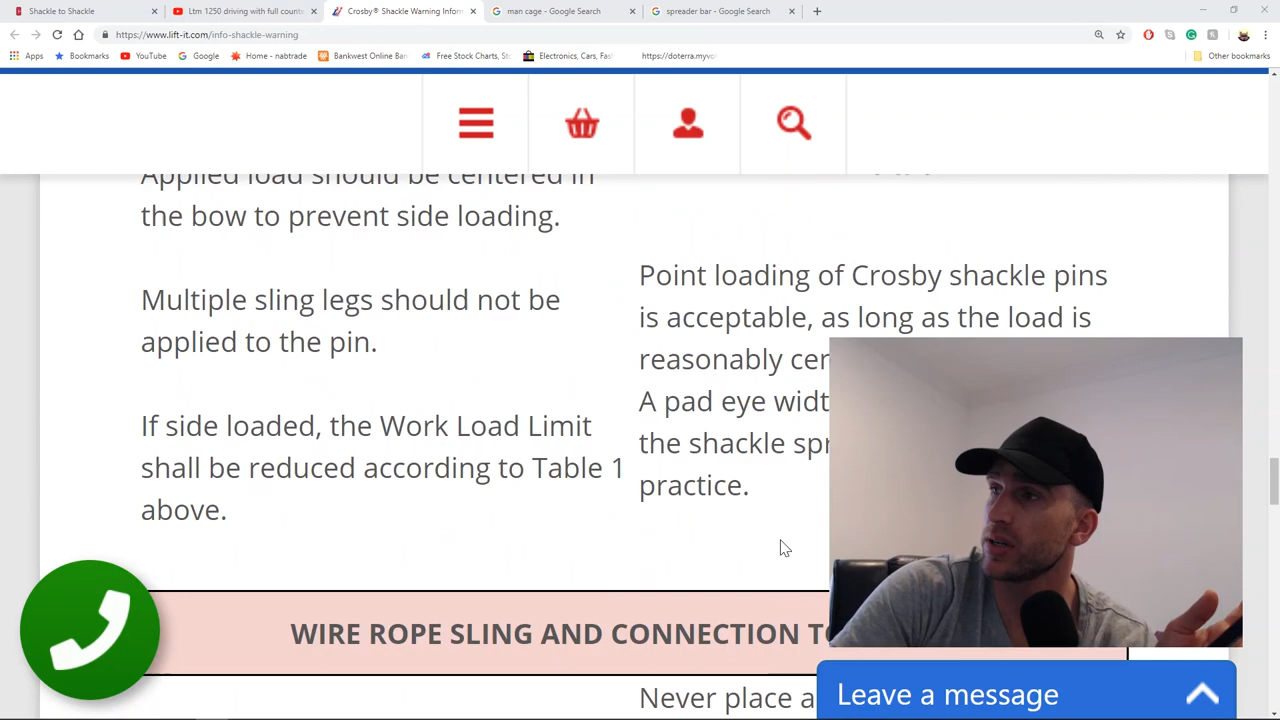 Shackle to Shackle
Ltm 1250 driving with full count
Crosby® Shackle Warning Inform
man cage - Google Search
spreader bar - Google Search
https://www.lift-it.com/info-shackle-warning
Apps
Bookmarks
YouTube
Google
Home - nabtrade
Bankwest Online Ban
Free Stock Charts, St
Electronics, Cars, Fas
https://doterra.myvo
Other bookmarks
Applied load should be centered in
the bow to prevent side loading.
Multiple sling legs should not be
applied to the pin.
If side loaded, the Work Load Limit
shall be reduced according to Table 1
above.
Point loading of Crosby shackle pins
is acceptable, as long as the load is
reasonably cen
A pad eye widt
the shackle spr
practice.
WIRE ROPE SLING AND CONNECTION TO
Never place a
Leave a message